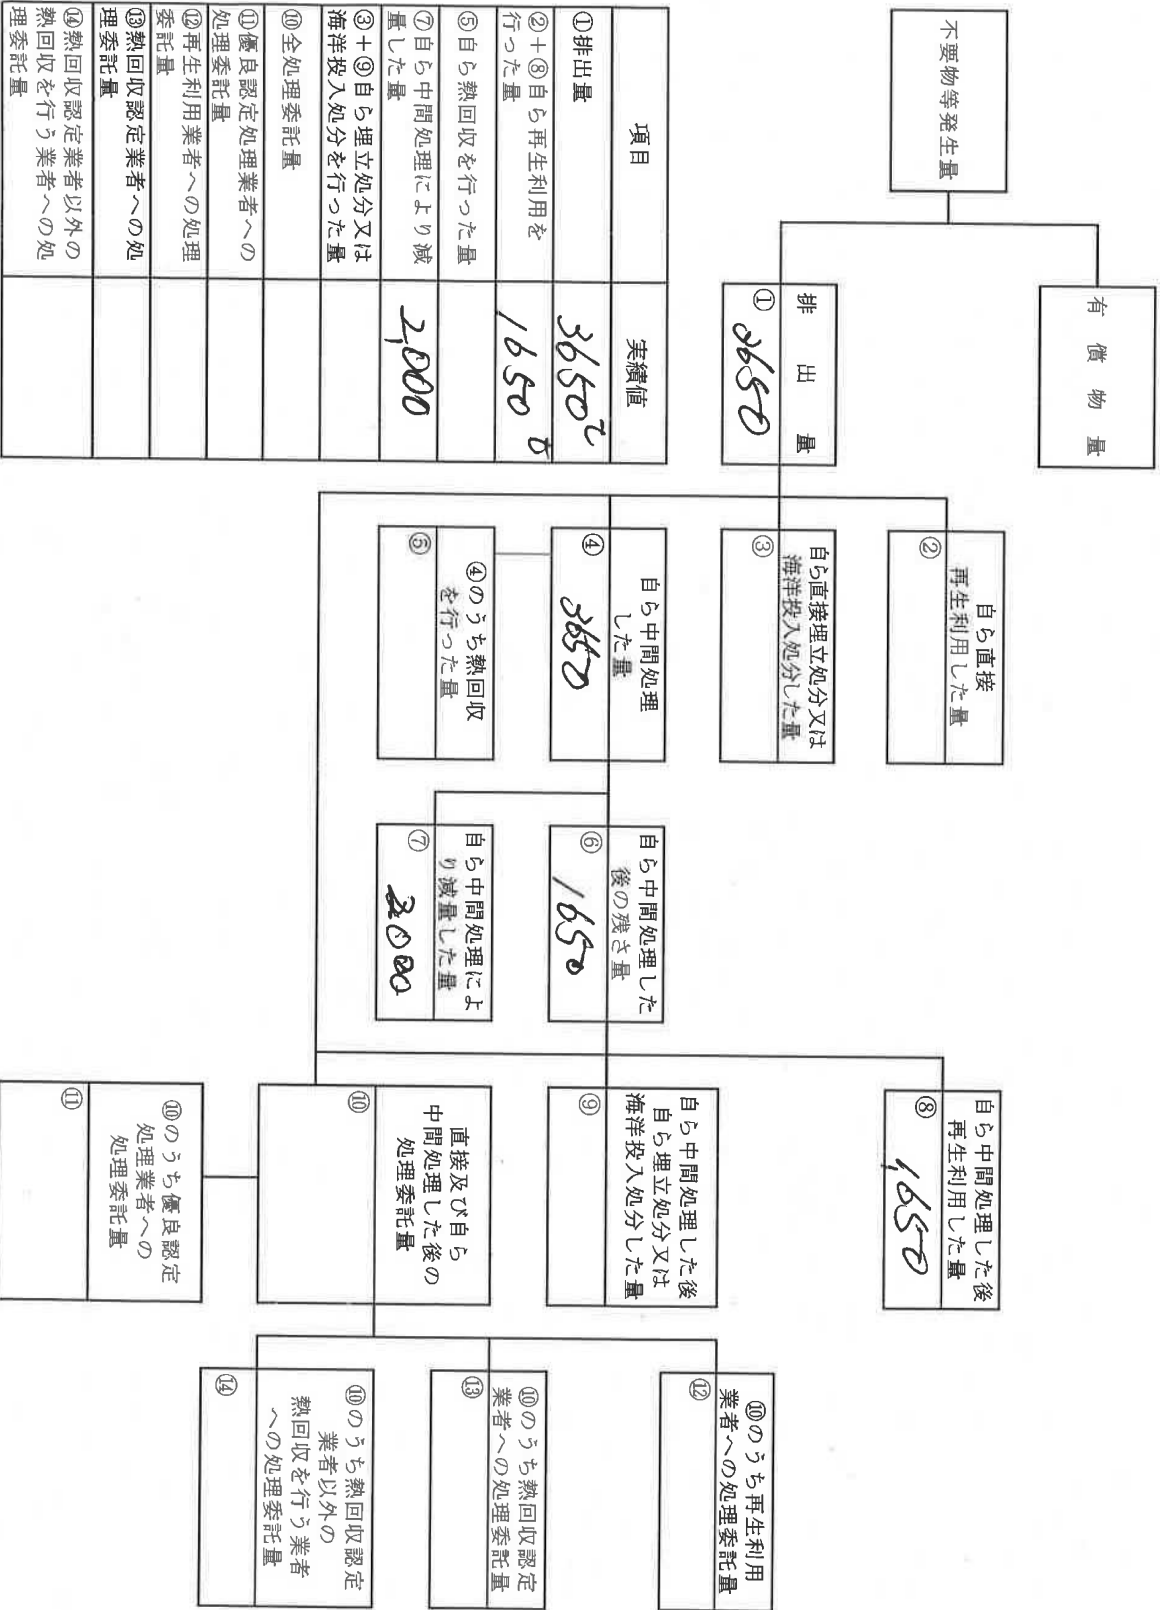 不要物等発生量
有償物量
排出量
①
3650
自ら直接
再生利用した量
②
自ら直接埋立処分又は
海洋投入処分した量
③
自ら中間処理
した量
④
3650
④のうち熱回収
を行った量
⑤
自ら中間処理した
後の残さ量
⑥
1650
自ら中間処理によ
り減量した量
⑦
2000
自ら中間処理した後
再生利用した量
⑧
1,650
自ら中間処理した後
自ら埋立処分又は
海洋投入処分した量
⑨
直接及び自ら
中間処理した後の
処理委託量
⑩
⑩のうち優良認定
処理業者への
処理委託量
⑪
⑩のうち再生利用
業者への処理委託量
⑫
⑩のうち熱回収認定
業者への処理委託量
⑬
⑩のうち熱回収認定
業者以外の
熱回収を行う業者
への処理委託量
⑭
項目
実績値
①排出量
3650t
②+⑧自ら再生利用を
行った量
1650t
⑤自ら熱回収を行った量
⑦自ら中間処理により減
量した量
2,000
③+⑨自ら埋立処分又は
海洋投入処分を行った量
⑩全処理委託量
⑪優良認定処理業者への
処理委託量
⑫再生利用業者への処理
委託量
⑬熱回収認定業者への処
理委託量
⑭熱回収認定業者以外の
熱回収を行う業者への処
理委託量